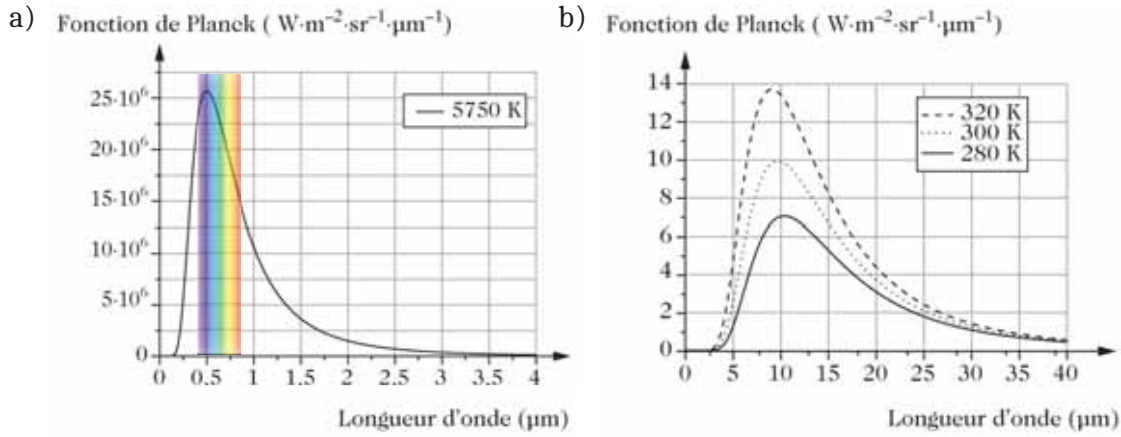 a) Fonction de Planck ( W·m⁻²·sr⁻¹·μm⁻¹)
25·10⁶
20·10⁶
15·10⁶
10·10⁶
5·10⁶
0
0 0.5 1 1.5 2 2.5 3 3.5 4
5750 K
Longueur d'onde (μm)
b) Fonction de Planck ( W·m⁻²·sr⁻¹·μm⁻¹)
14
12
10
8
6
4
2
0
0 5 10 15 20 25 30 35 40
320 K
300 K
280 K
Longueur d'onde (μm)